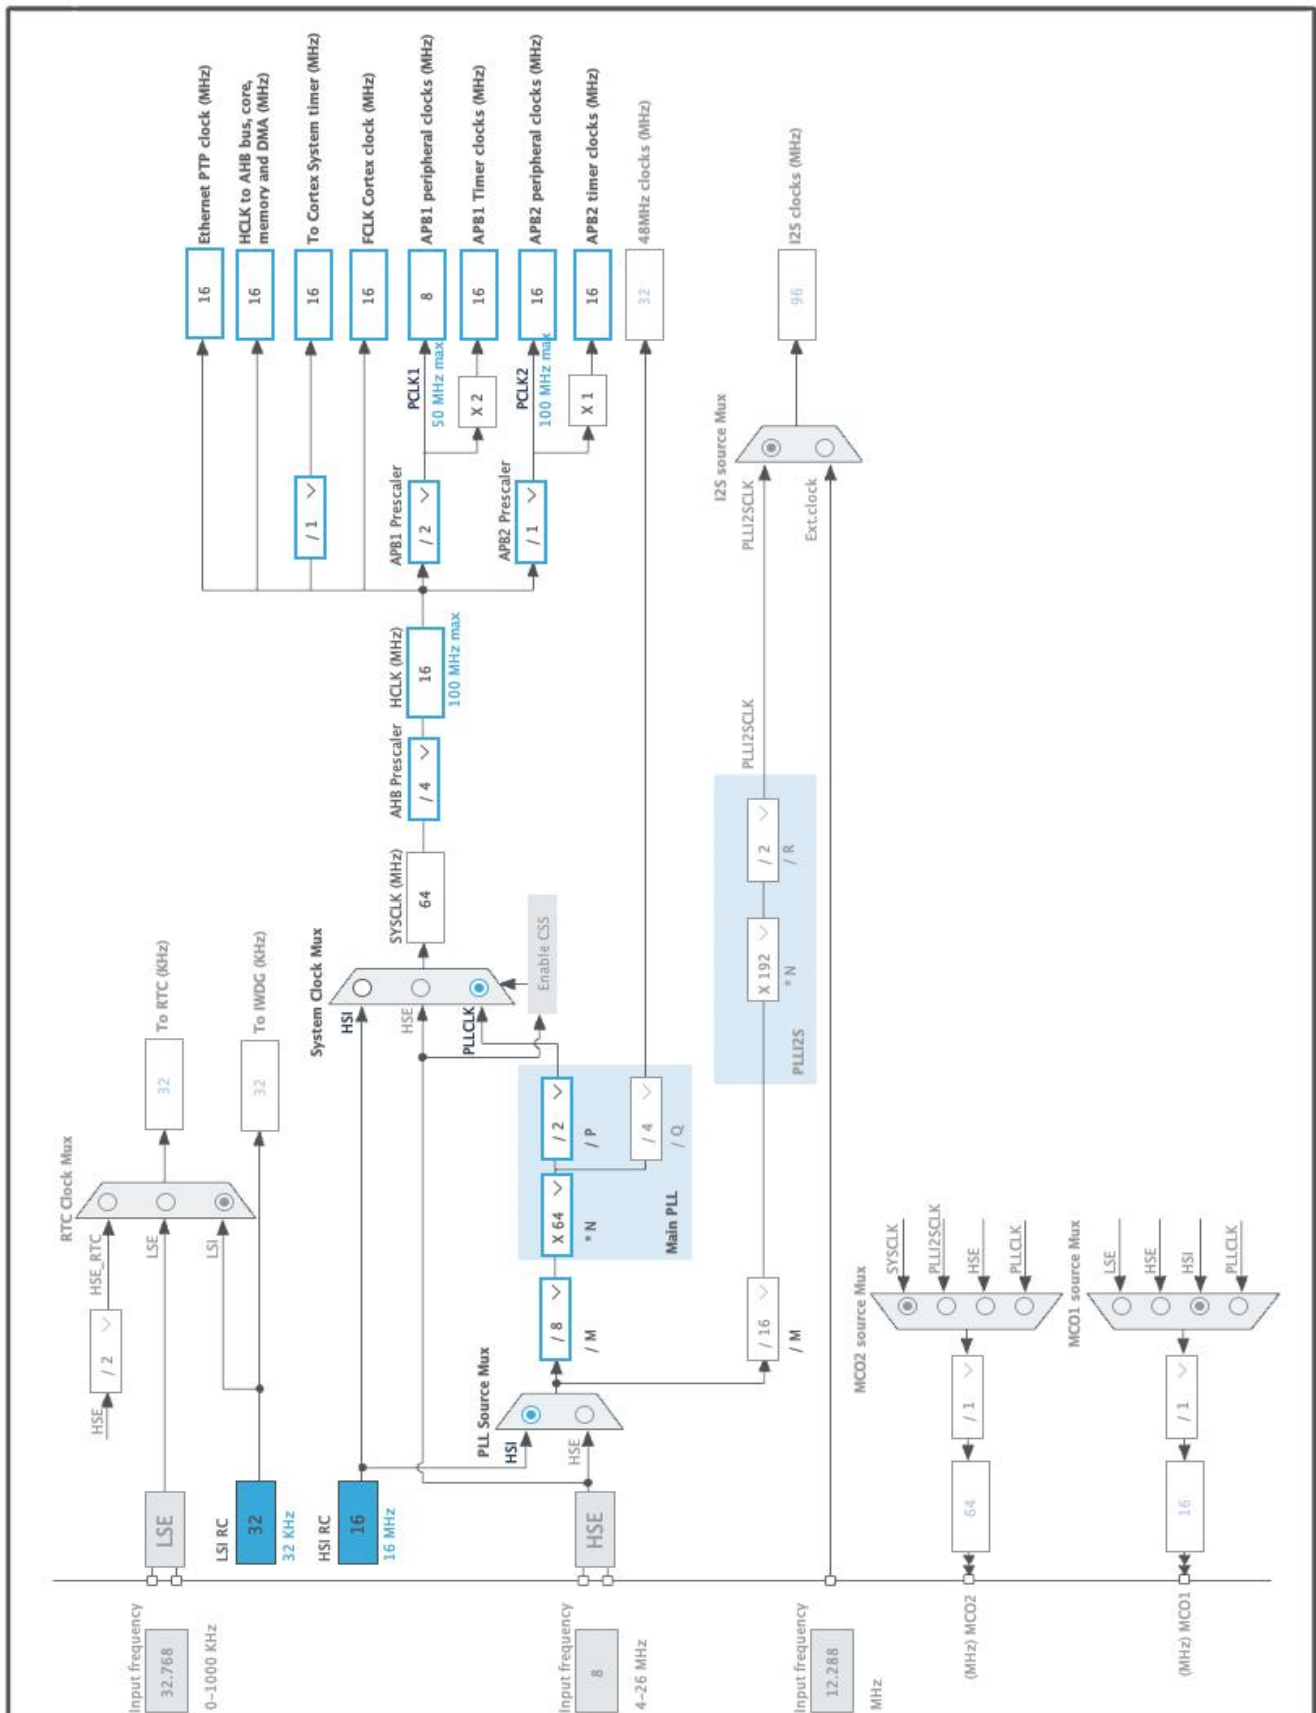 Input frequency
32.768
0-1000 KHz
LSE
HSE
/ 2
HSE_RTC
LSE
LSI
RTC Clock Mux
32
To RTC (KHz)
LSI RC
32
32 KHz
32
To IWDG (KHz)
HSI RC
16
16 MHz
System Clock Mux
HSI
HSE
PLLCLK
Enable CSS
SYSCLK (MHz)
64
AHB Prescaler
/ 4
HCLK (MHz)
16
100 MHz max
16
Ethernet PTP clock (MHz)
16
HCLK to AHB bus, core,
memory and DMA (MHz)
/ 1
16
To Cortex System timer (MHz)
16
FCLK Cortex clock (MHz)
APB1 Prescaler
/ 2
PCLK1
50 MHz max
8
APB1 peripheral clocks (MHz)
X 2
16
APB1 Timer clocks (MHz)
APB2 Prescaler
/ 1
PCLK2
100 MHz max
16
APB2 peripheral clocks (MHz)
X 1
16
APB2 timer clocks (MHz)
32
48MHz clocks (MHz)
Input frequency
8
4-26 MHz
HSE
PLL Source Mux
HSI
HSE
/ 8
/ M
X 64
* N
/ 2
/ P
/ 4
/ Q
Main PLL
/ 16
/ M
X 192
* N
/ 2
/ R
PLLI2S
PLLI2SCLK
PLLI2SCLK
I2S source Mux
Ext.clock
96
I2S clocks (MHz)
Input frequency
12.288
MHz
MCO2 source Mux
SYSCLK
PLLI2SCLK
HSE
PLLCLK
/ 1
64
(MHz) MCO2
MCO1 source Mux
LSE
HSE
HSI
PLLCLK
/ 1
16
(MHz) MCO1